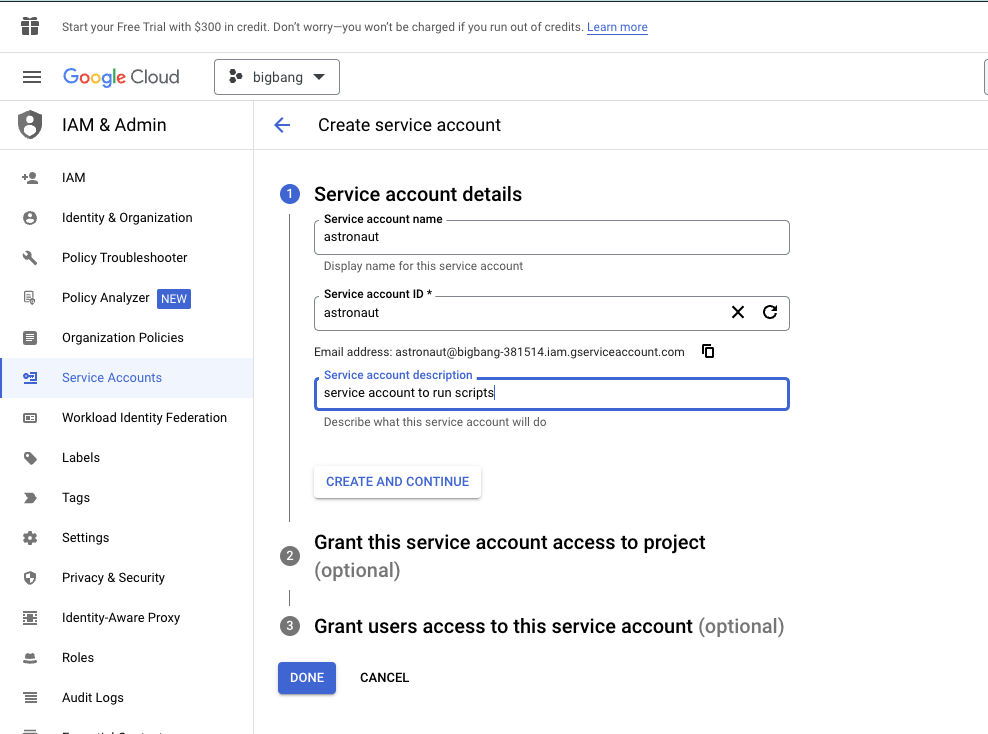 Start your Free Trial with $300 in credit. Don't worry—you won't be charged if you run out of credits. Learn more
Google Cloud
bigbang
IAM & Admin
Create service account
IAM
Identity & Organization
Policy Troubleshooter
Policy Analyzer NEW
Organization Policies
Service Accounts
Workload Identity Federation
Labels
Tags
Settings
Privacy & Security
Identity-Aware Proxy
Roles
Audit Logs
1 Service account details
Service account name
astronaut
Display name for this service account
Service account ID *
astronaut
Email address: astronaut@bigbang-381514.iam.gserviceaccount.com
Service account description
service account to run scripts
Describe what this service account will do
CREATE AND CONTINUE
2 Grant this service account access to project
(optional)
3 Grant users access to this service account (optional)
DONE CANCEL